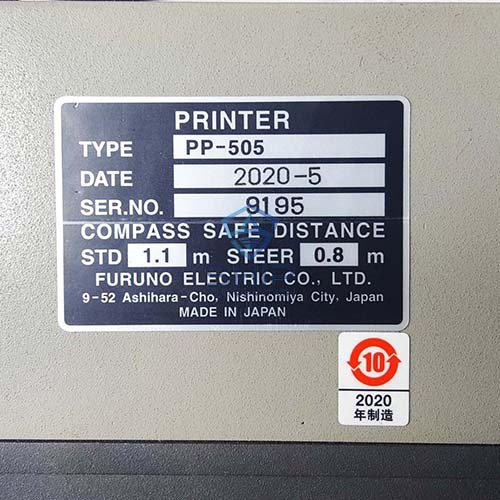 PRINTER
TYPE PP-505
DATE 2020-5
SER.NO. 9195
COMPASS SAFE DISTANCE
STD 1.1 m STEER 0.8 m
FURUNO ELECTRIC CO., LTD.
9-52 Ashihara-Cho, Nishinomiya City, Japan
MADE IN JAPAN
10
2020
年制造